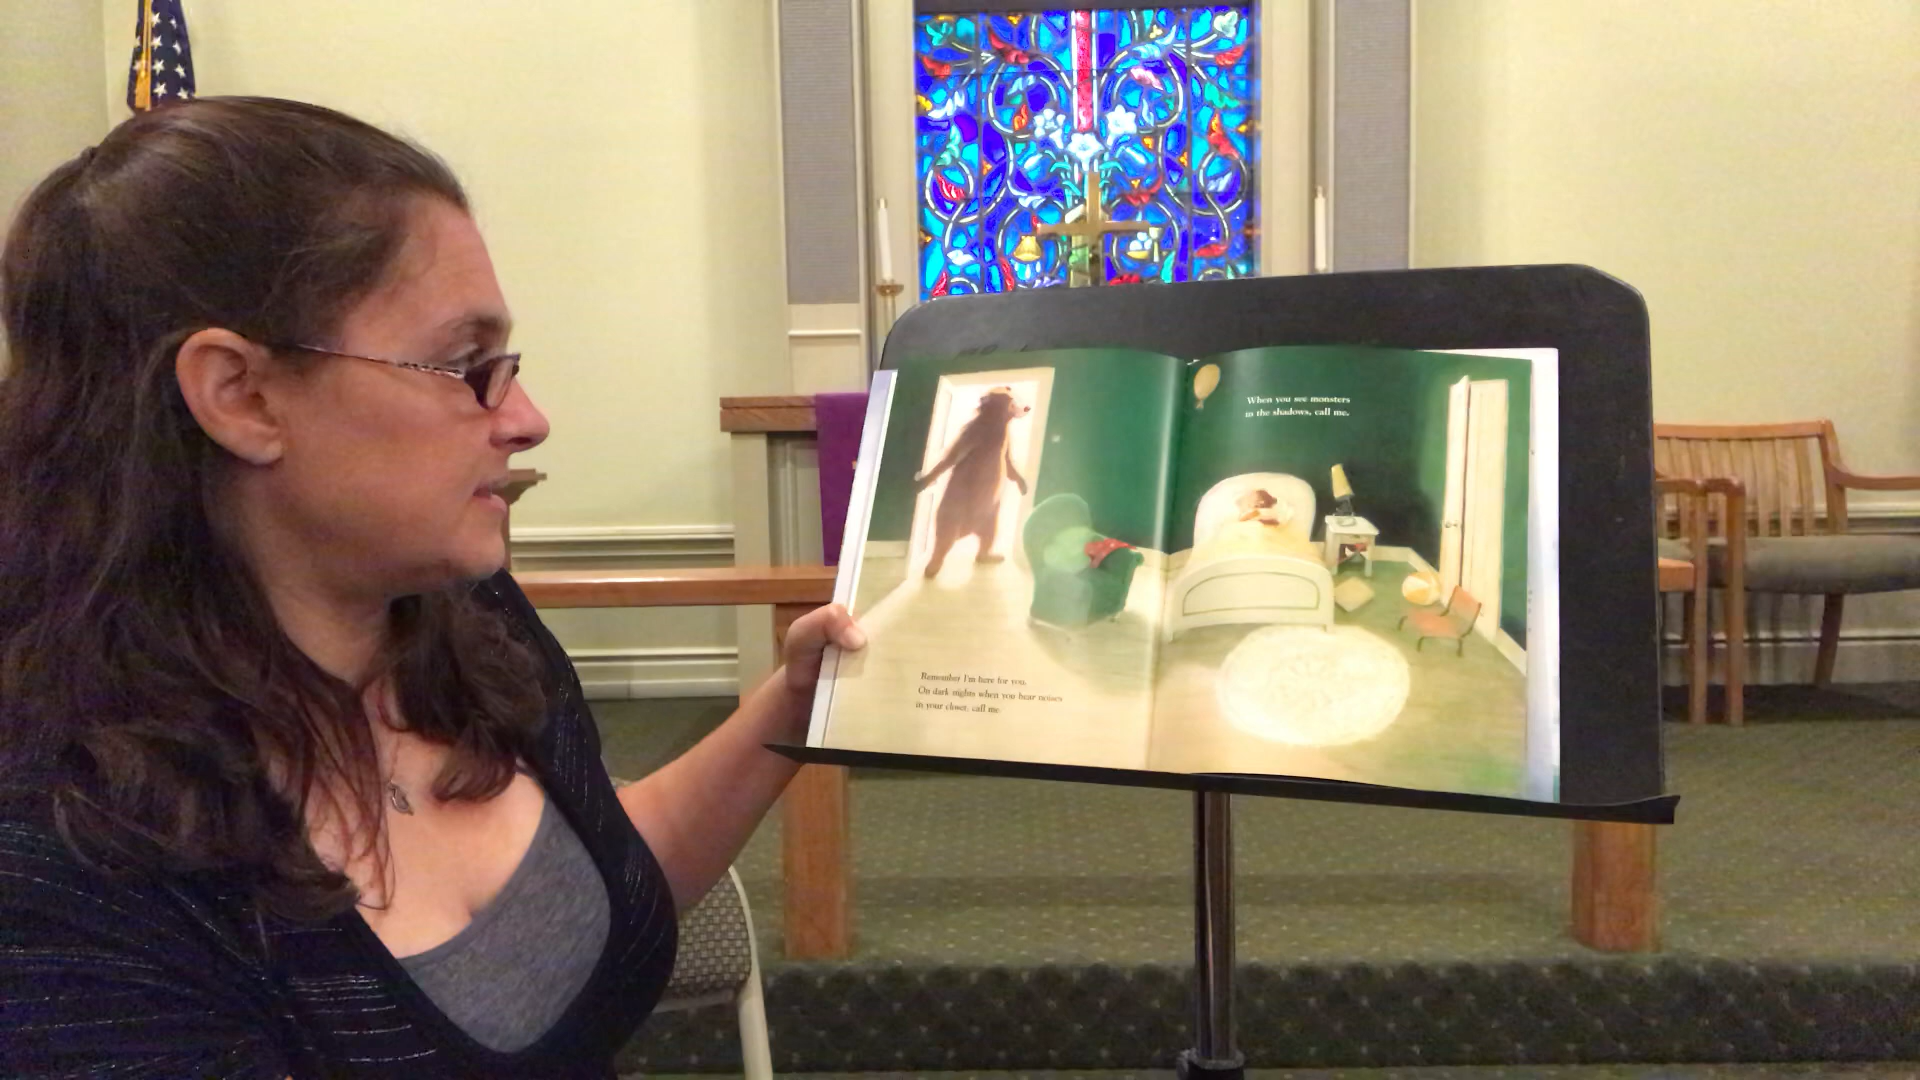 Remember I'm here for you.
On dark nights when you hear noises
in your closet, call me.
When you see monsters
in the shadows, call me.